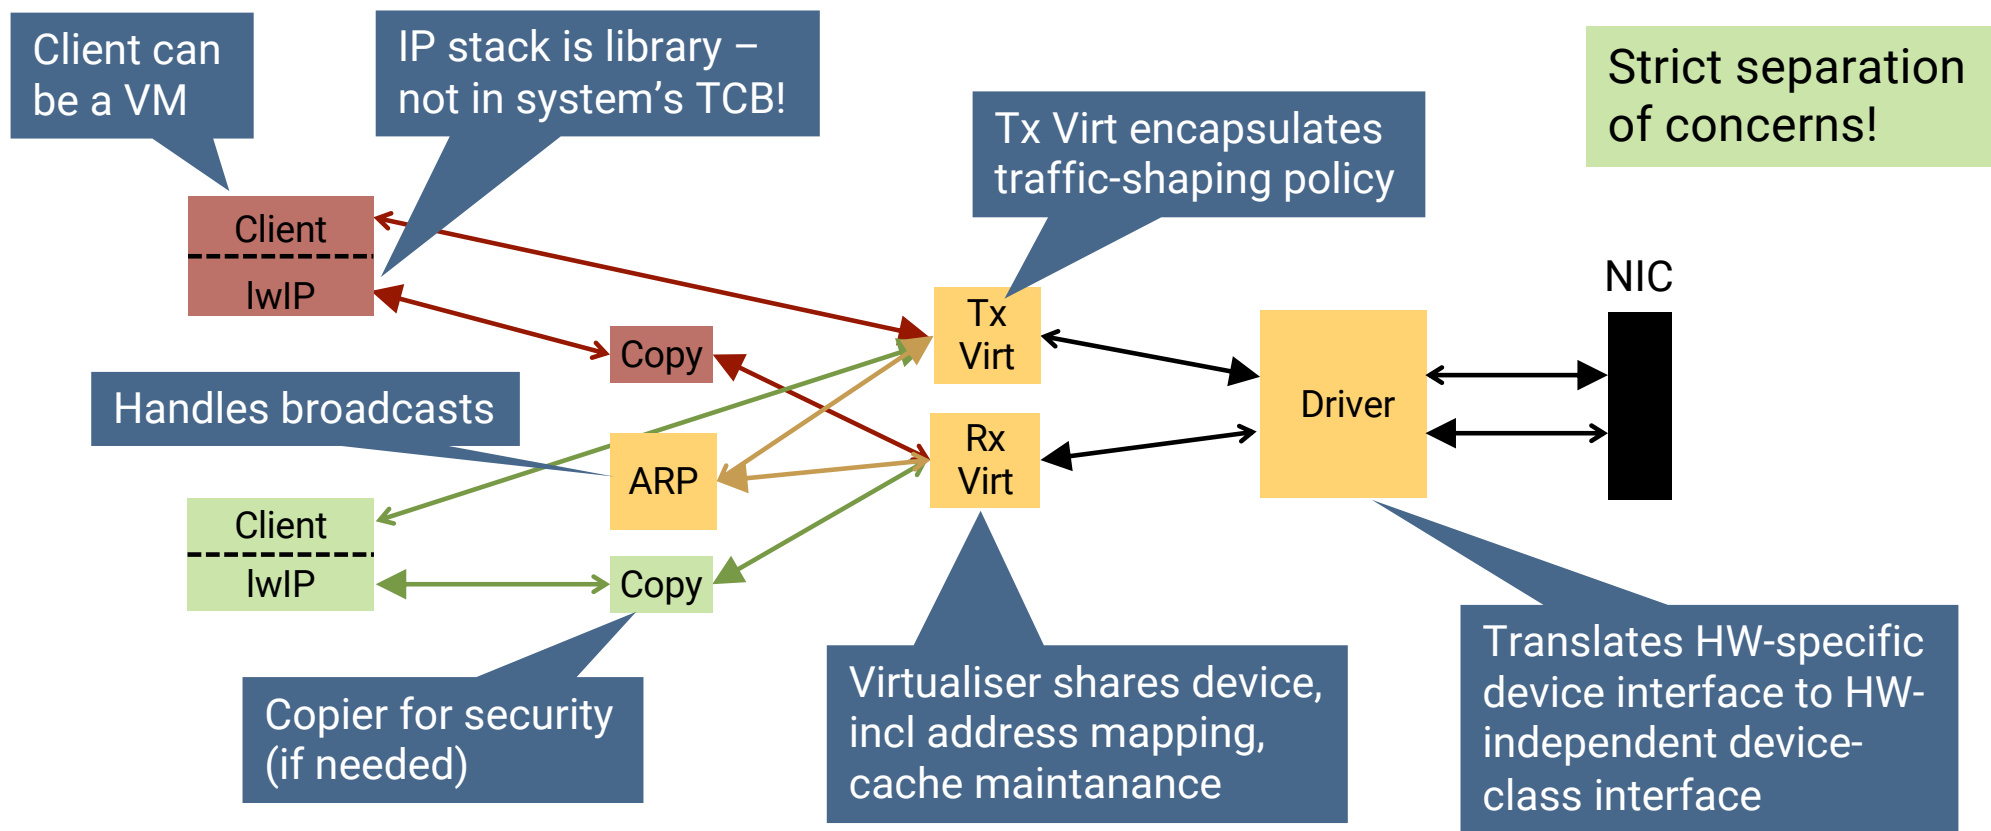 Client can
be a VM
IP stack is library –
not in system's TCB!
Strict separation
of concerns!
Tx Virt encapsulates
traffic-shaping policy
Client
lwIP
NIC
Tx
Virt
Copy
Driver
Handles broadcasts
Rx
Virt
ARP
Client
lwIP
Copy
Copier for security
(if needed)
Virtualiser shares device,
incl address mapping,
cache maintanance
Translates HW-specific
device interface to HW-
independent device-
class interface